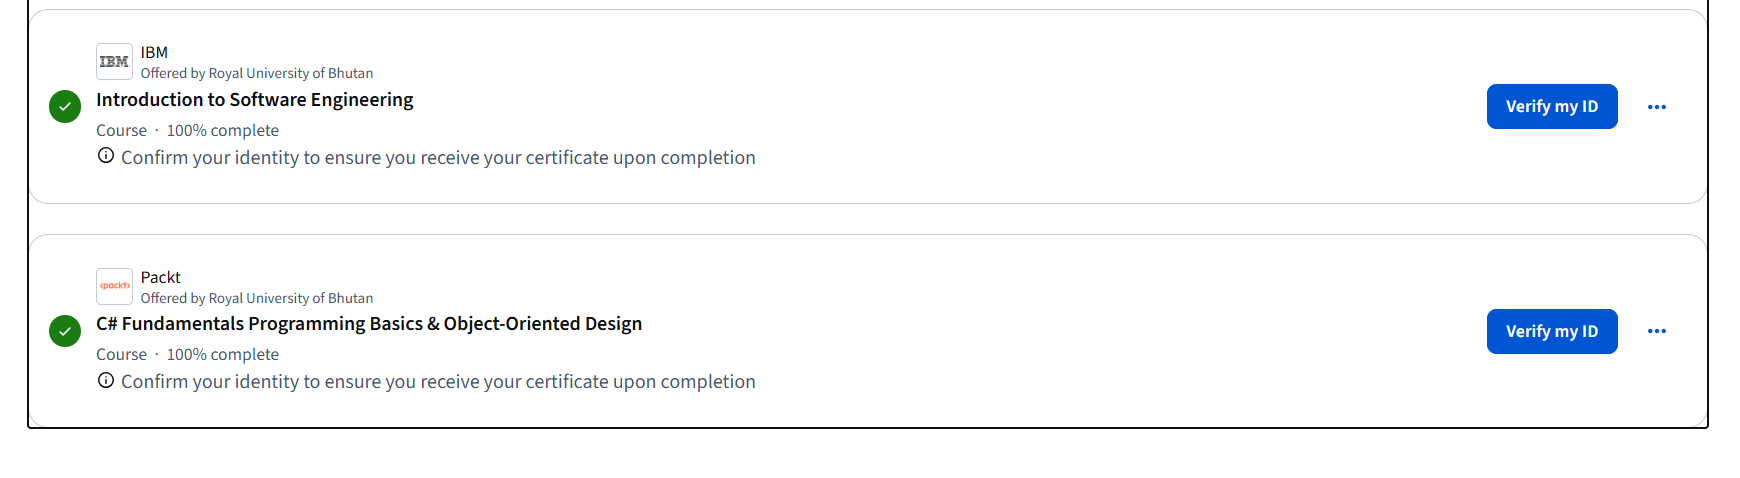 IBM
IBM
Offered by Royal University of Bhutan
Introduction to Software Engineering
Course · 100% complete
Confirm your identity to ensure you receive your certificate upon completion
Verify my ID
<packt>
Packt
Offered by Royal University of Bhutan
C# Fundamentals Programming Basics & Object-Oriented Design
Course · 100% complete
Confirm your identity to ensure you receive your certificate upon completion
Verify my ID